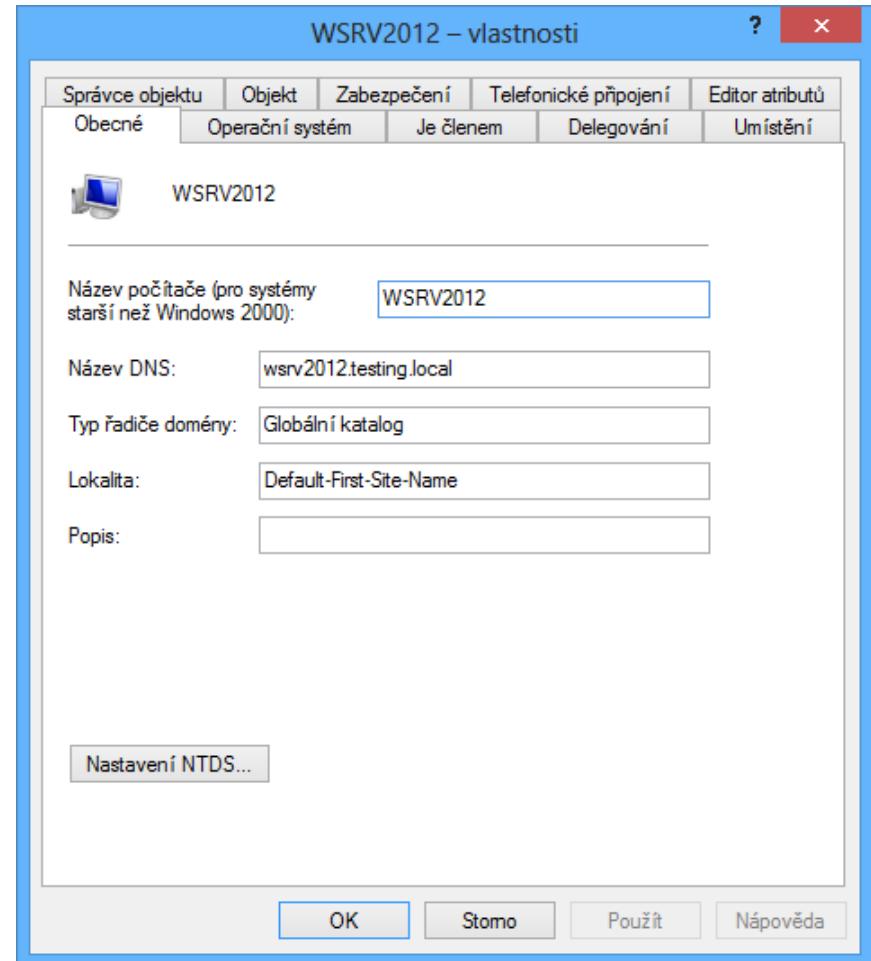 WSRV2012 – vlastnosti
?
Správce objektu
Objekt
Zabezpečení
Telefonické připojení
Editor atributů
Obecné
Operační systém
Je členem
Delegování
Umístění
WSRV2012
Název počítače (pro systémy
starší než Windows 2000):
WSRV2012
Název DNS:
wsrv2012.testing.local
Typ řadiče domény:
Globální katalog
Lokalita:
Default-First-Site-Name
Popis:
Nastavení NTDS...
OK
Storno
Použít
Nápověda